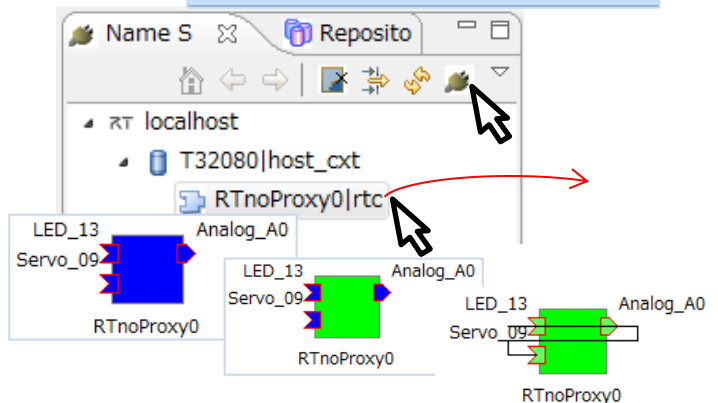 Name S Reposito
RT localhost
T32080|host_cxt
RTnoProxy0|rtc
LED_13 Analog_A0
Servo_09
RTnoProxy0
LED_13 Analog_A0
Servo_09
RTnoProxy0
LED_13 Analog_A0
Servo_09
RTnoProxy0